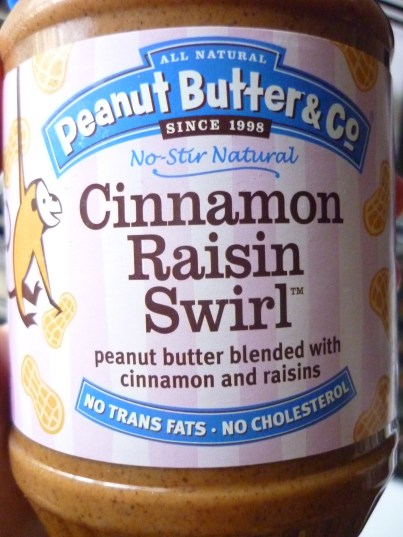 ALL NATURAL
Peanut Butter & Co
SINCE 1998
No-Stir Natural
Cinnamon
Raisin
Swirl™
peanut butter blended with
cinnamon and raisins
NO TRANS FATS · NO CHOLESTEROL